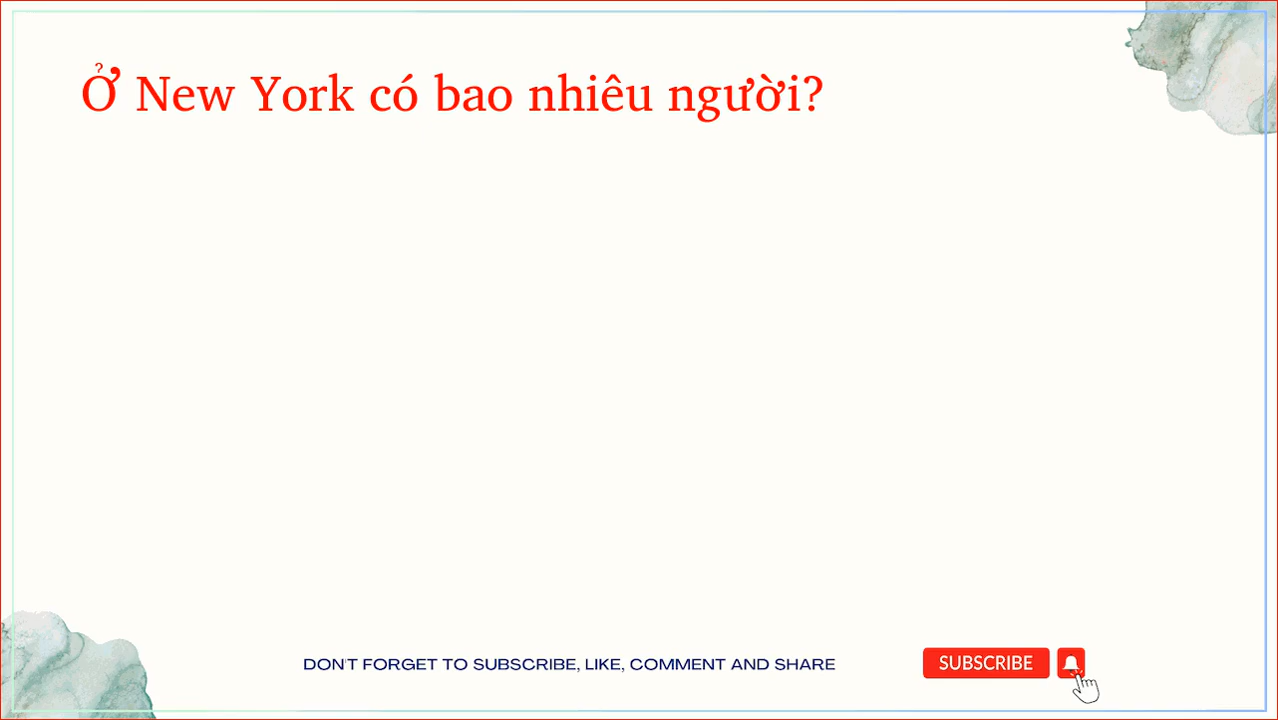 Ở New York có bao nhiêu người?
DON'T FORGET TO SUBSCRIBE, LIKE, COMMENT AND SHARE
SUBSCRIBE